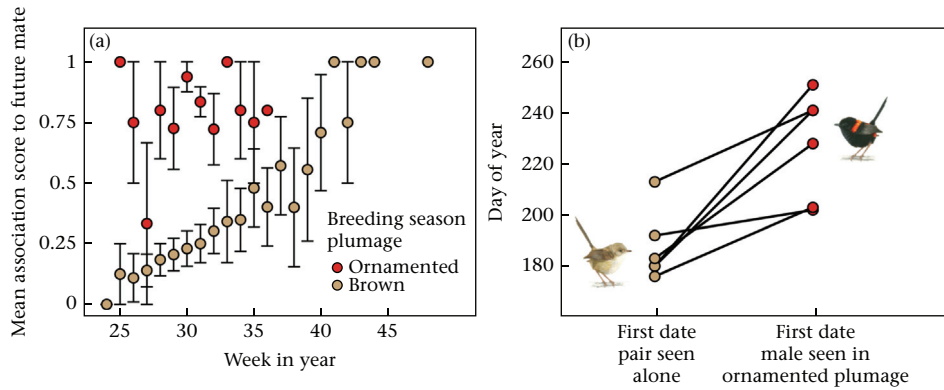 (a)
Mean association score to future mate
1
0.75
0.5
0.25
0
25 30 35 40 45
Week in year
Breeding season
plumage
Ornamented
Brown
(b)
Day of year
260
240
220
200
180
First date
pair seen
alone
First date
male seen in
ornamented plumage